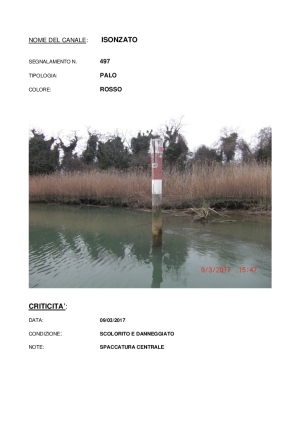 NOME DEL CANALE: ISONZATO
SEGNALAMENTO N. 497
TIPOLOGIA: PALO
COLORE: ROSSO
9/3/2017 15:47
CRITICITA':
DATA: 09/03/2017
CONDIZIONE: SCOLORITO E DANNEGGIATO
NOTE: SPACCATURA CENTRALE